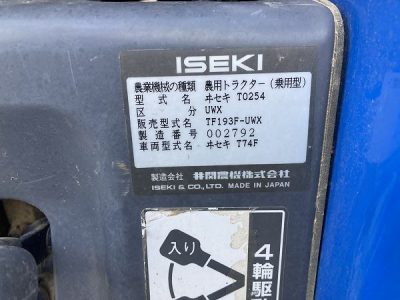 ISEKI
農業機械の種類 農用トラクター(乗用型)
型式名 ヰセキ TO254
区分 UWX
販売型式名 TF193F-UWX
製造番号 002792
車両型式名 ヰセキ T74F
製造会社 井関農機株式会社
ISEKI & CO., LTD. MADE IN JAPAN
入り
4輪駆